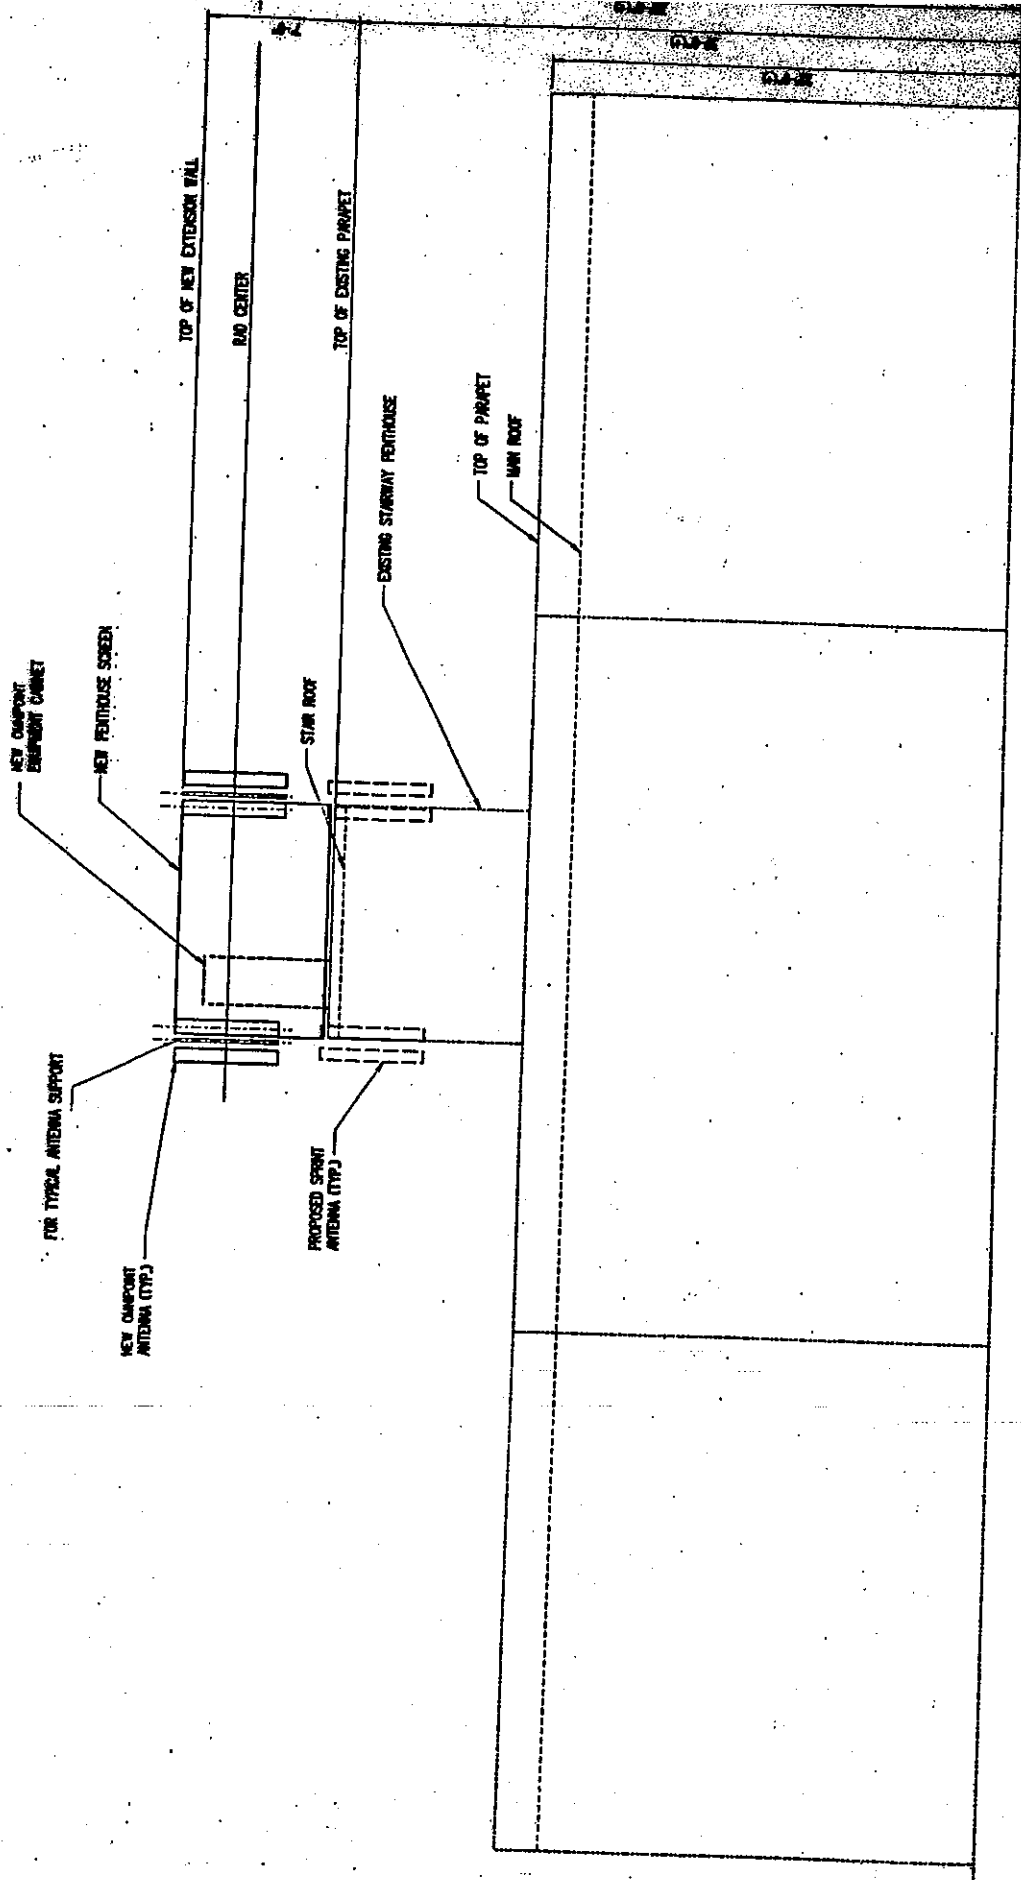 NEW OMNIPOINT
EQUIPMENT CABINET
NEW PENTHOUSE SCREEN
TOP OF NEW EXTENSION WALL
RAD CENTER
TOP OF EXISTING PARAPET
STAIR ROOF
EXISTING STAIRWAY PENTHOUSE
TOP OF PARAPET
MAIN ROOF
FOR TYPICAL ANTENNA SUPPORT
NEW OMNIPOINT
ANTENNA (TYP.)
PROPOSED SPRINT
ANTENNA (TYP.)